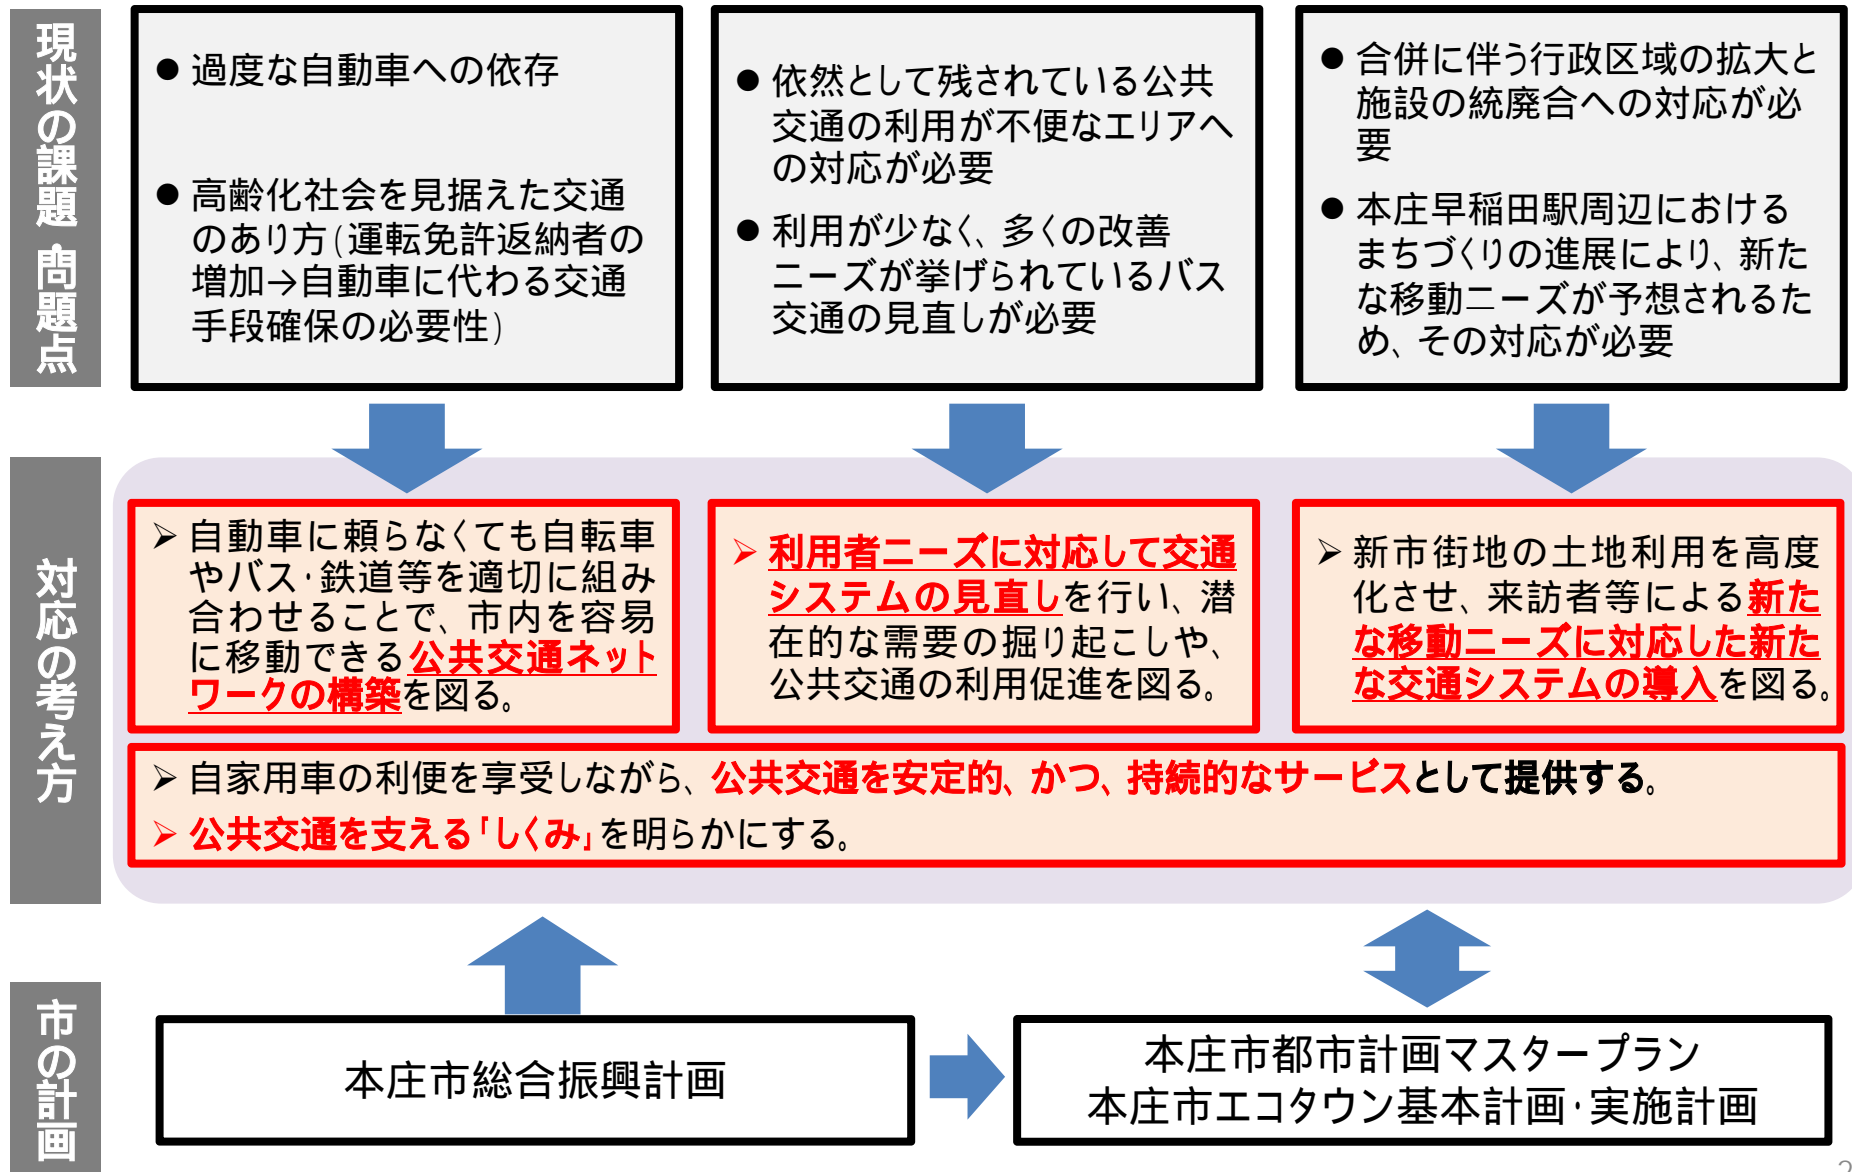 現状の課題・問題点
● 過度な自動車への依存
● 高齢化社会を見据えた交通
のあり方(運転免許返納者の
増加→自動車に代わる交通
手段確保の必要性)
● 依然として残されている公共
交通の利用が不便なエリアへ
の対応が必要
● 利用が少なく、多くの改善
ニーズが挙げられているバス
交通の見直しが必要
● 合併に伴う行政区域の拡大と
施設の統廃合への対応が必
要
● 本庄早稲田駅周辺における
まちづくりの進展により、新た
な移動ニーズが予想されるた
め、その対応が必要
対応の考え方
➢ 自動車に頼らなくても自転車
やバス・鉄道等を適切に組み
合わせることで、市内を容易
に移動できる公共交通ネット
ワークの構築を図る。
➢ 利用者ニーズに対応して交通
システムの見直しを行い、潜
在的な需要の掘り起こしや、
公共交通の利用促進を図る。
➢ 新市街地の土地利用を高度
化させ、来訪者等による新た
な移動ニーズに対応した新た
な交通システムの導入を図る。
➢ 自家用車の利便を享受しながら、公共交通を安定的、かつ、持続的なサービスとして提供する。
➢ 公共交通を支える「しくみ」を明らかにする。
市の計画
本庄市総合振興計画
本庄市都市計画マスタープラン
本庄市エコタウン基本計画・実施計画